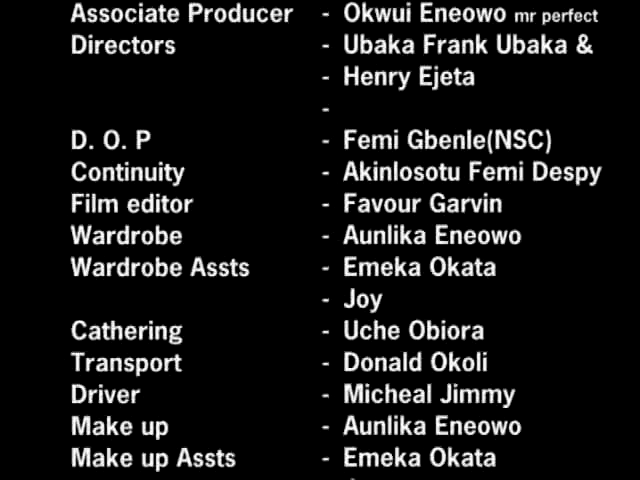 Associate Producer - Okwui Eneowo mr perfect
Directors - Ubaka Frank Ubaka &
- Henry Ejeta
-
D. O. P - Femi Gbenle(NSC)
Continuity - Akinlosotu Femi Despy
Film editor - Favour Garvin
Wardrobe - Aunlika Eneowo
Wardrobe Assts - Emeka Okata
- Joy
Cathering - Uche Obiora
Transport - Donald Okoli
Driver - Micheal Jimmy
Make up - Aunlika Eneowo
Make up Assts - Emeka Okata